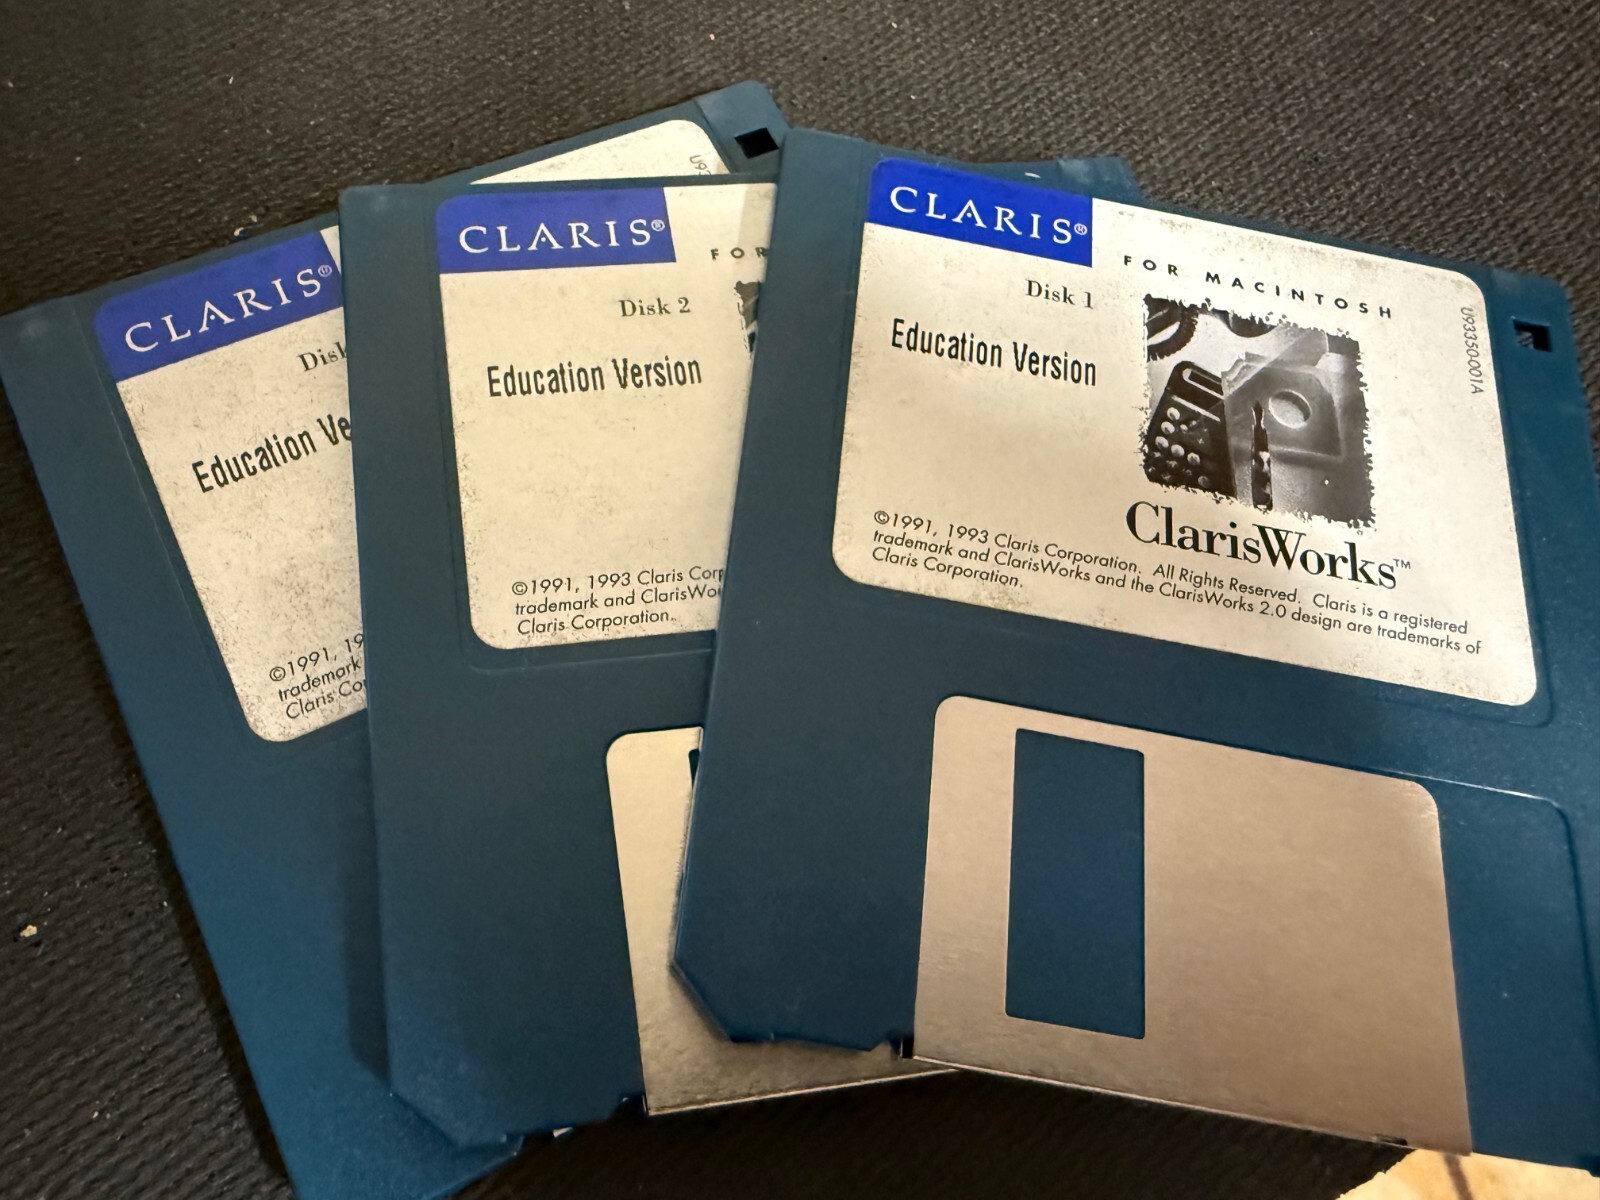 CLARIS®
Disk
Education Ve
©1991, 19
trademark
Claris Co
U93
CLARIS®
FOR
Disk 2
Education Version
©1991, 1993 Claris Corp
trademark and ClarisWo
Claris Corporation.
CLARIS®
FOR MACINTOSH
Disk 1
Education Version
U93350-001A
ClarisWorks™
©1991, 1993 Claris Corporation. All Rights Reserved. Claris is a registered
trademark and ClarisWorks and the ClarisWorks 2.0 design are trademarks of
Claris Corporation.